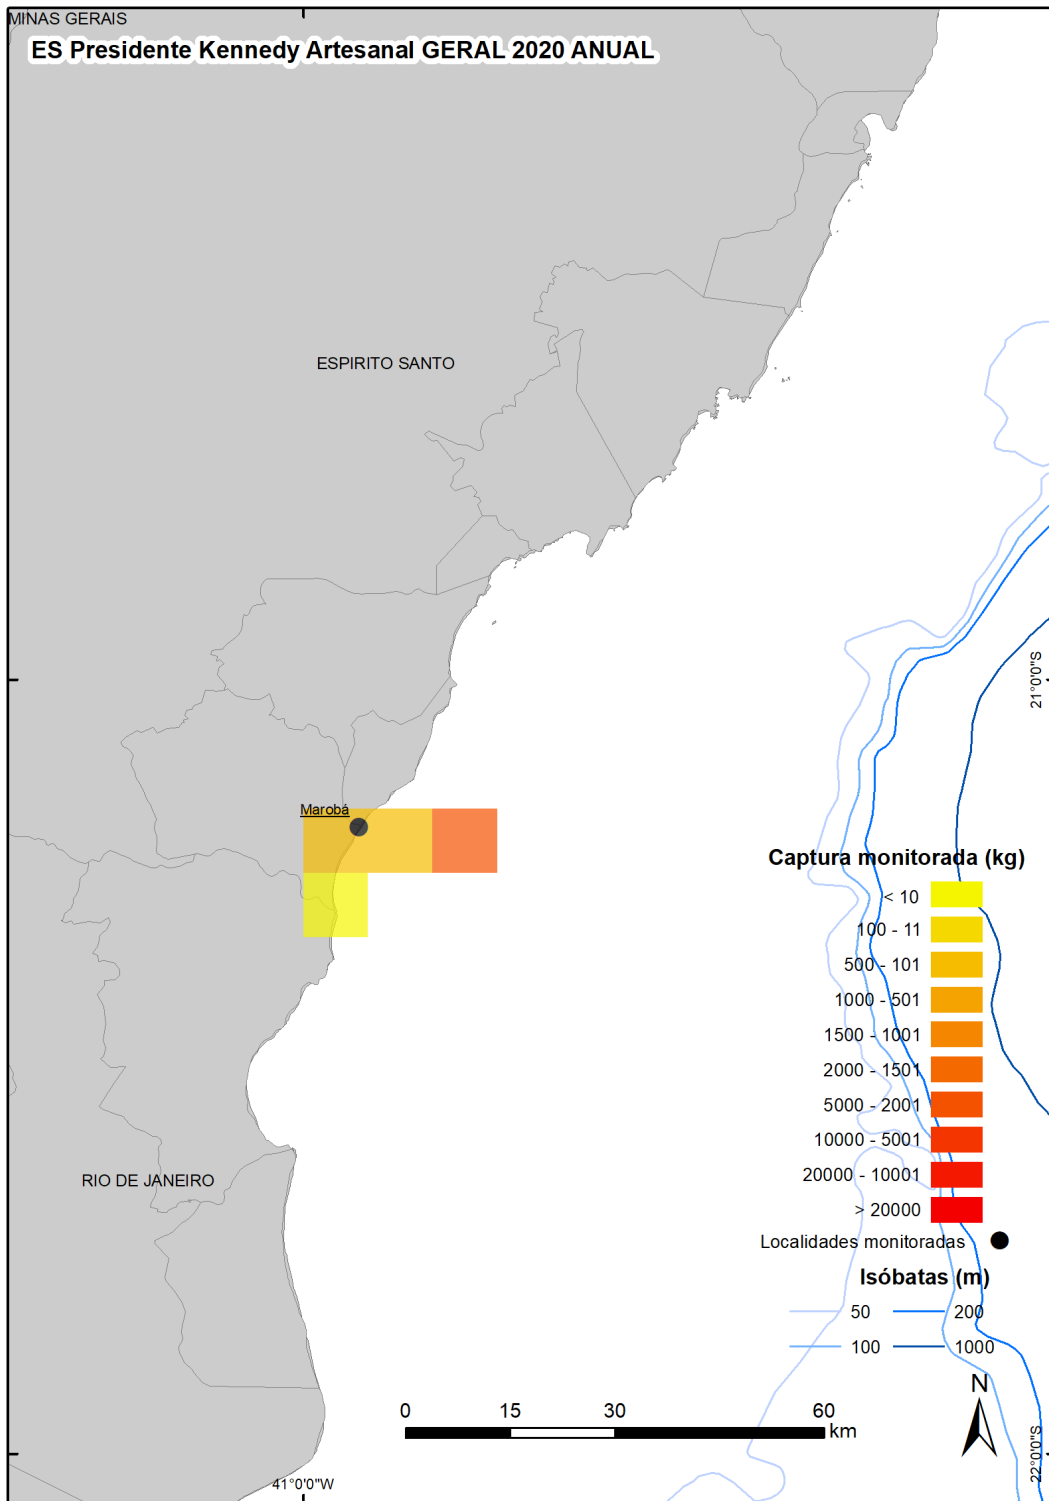 MINAS GERAIS
ES Presidente Kennedy Artesanal GERAL 2020 ANUAL
ESPIRITO SANTO
21°0'0"S
Marobá
Captura monitorada (kg)
< 10
100 - 11
500 - 101
1000 - 501
1500 - 1001
2000 - 1501
5000 - 2001
10000 - 5001
20000 - 10001
> 20000
Localidades monitoradas
RIO DE JANEIRO
Isóbatas (m)
50 200
100 1000
N
0 15 30 60
km
22°0'0"S
41°0'0"W